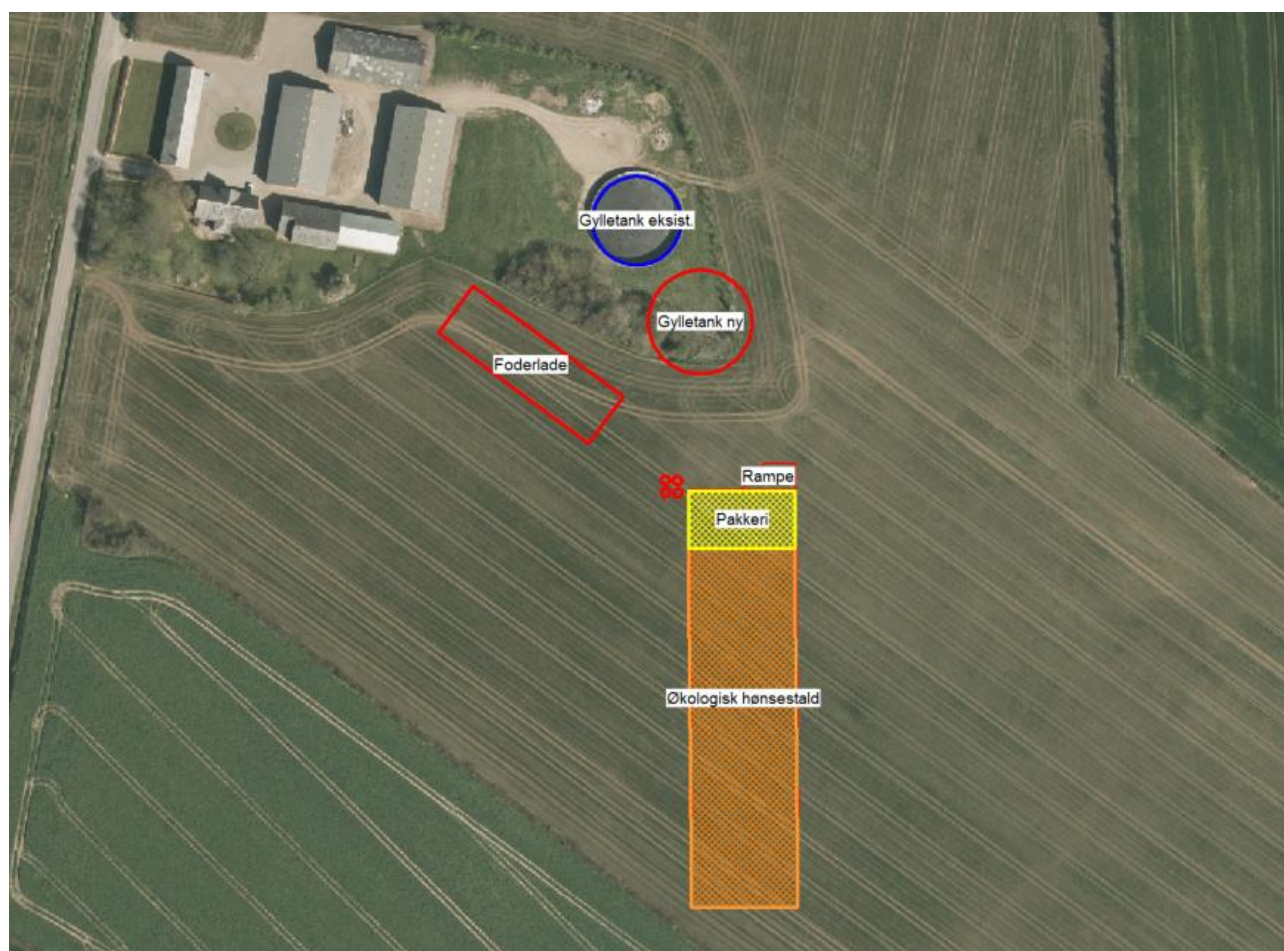 Gylletank eksist.
Gylletank ny
Foderlade
Rampe
Pakkeri
Økologisk hønsestald